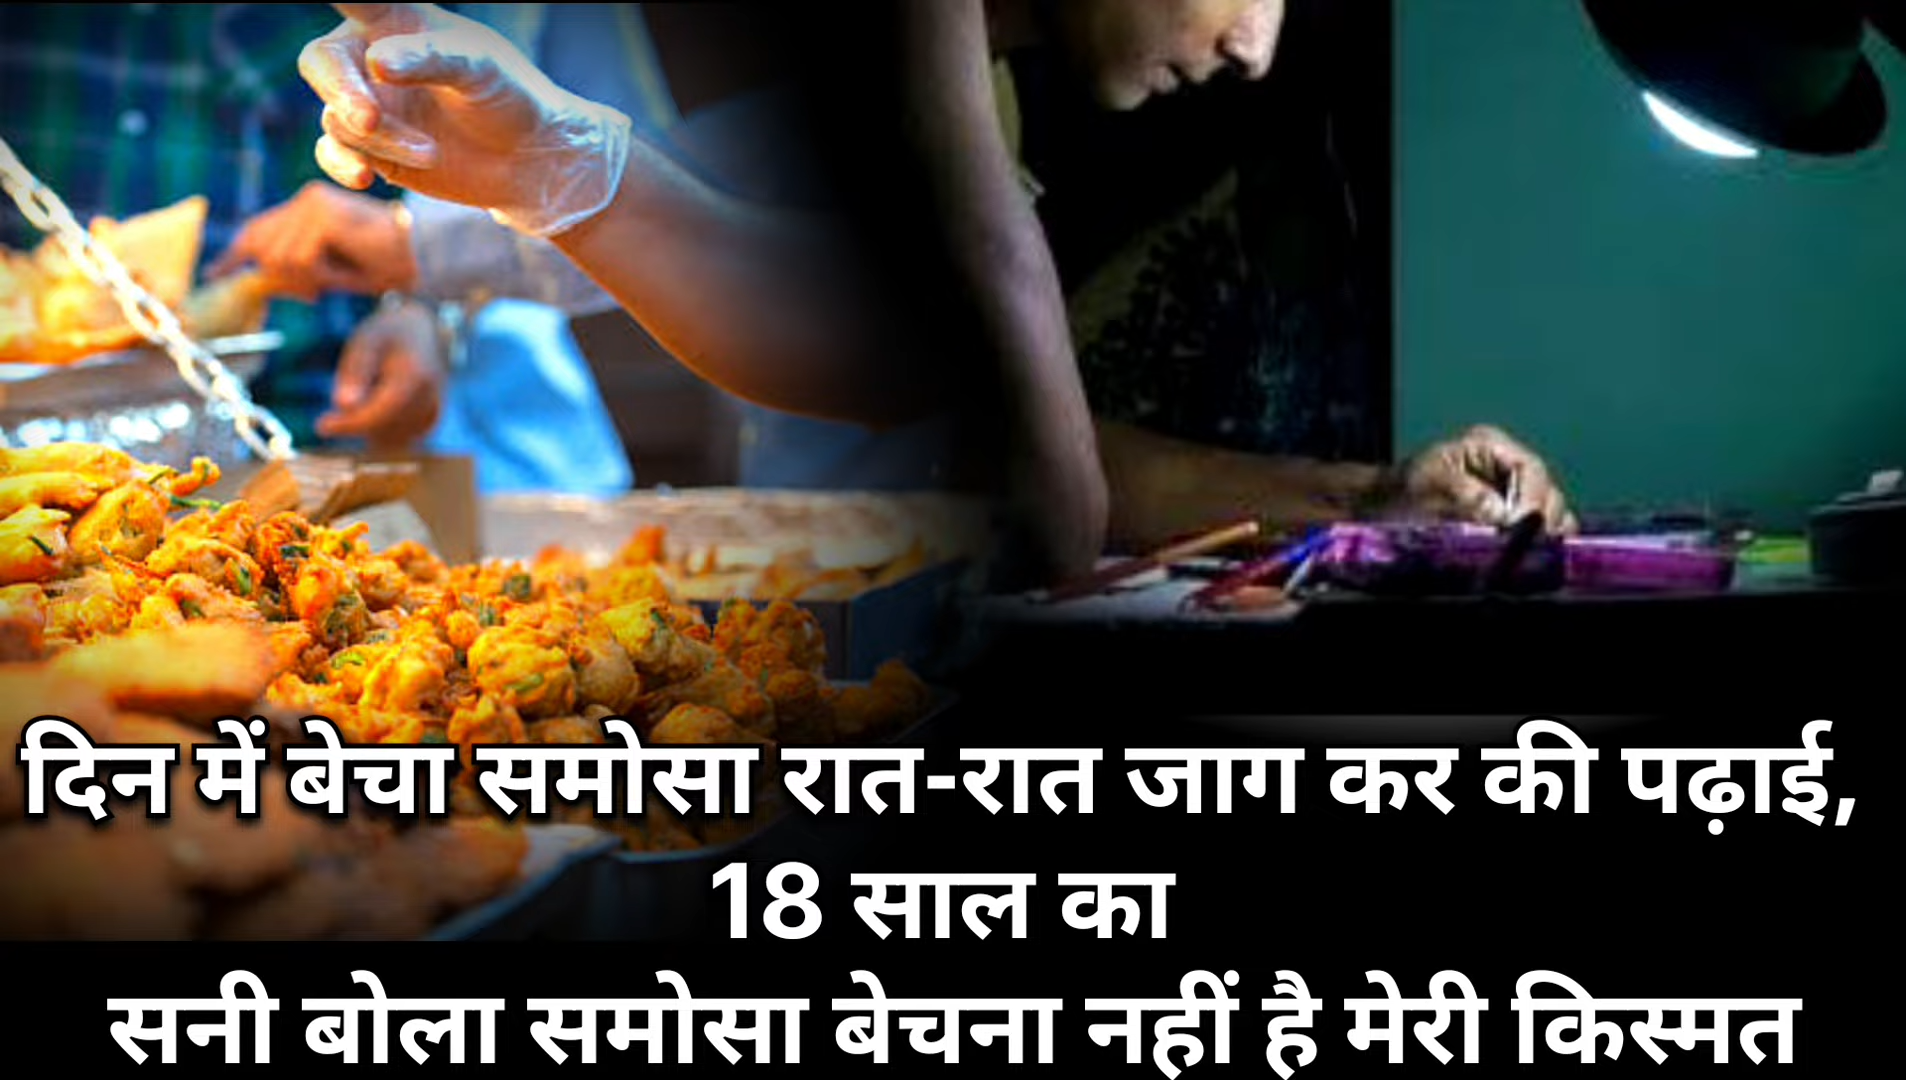 दिन में बेचा समोसा रात-रात जाग कर की पढ़ाई,
18 साल का
सनी बोला समोसा बेचना नहीं है मेरी किस्मत